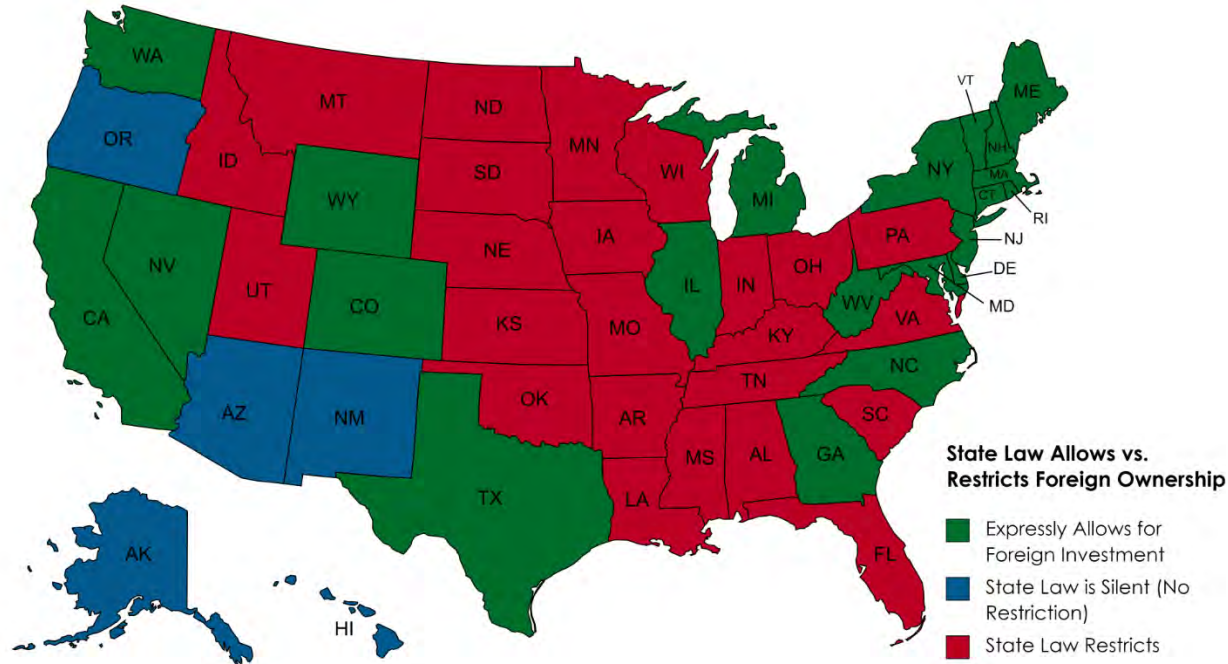 WA
OR
CA
NV
ID
MT
WY
UT
CO
AZ
NM
ND
SD
NE
KS
OK
TX
MN
IA
MO
AR
LA
WI
IL
MI
IN
OH
KY
TN
MS
AL
GA
FL
SC
NC
VA
WV
PA
NY
VT
NH
ME
MA
CT
RI
NJ
DE
MD
AK
HI
State Law Allows vs.
Restricts Foreign Ownership
Expressly Allows for
Foreign Investment
State Law is Silent (No
Restriction)
State Law Restricts